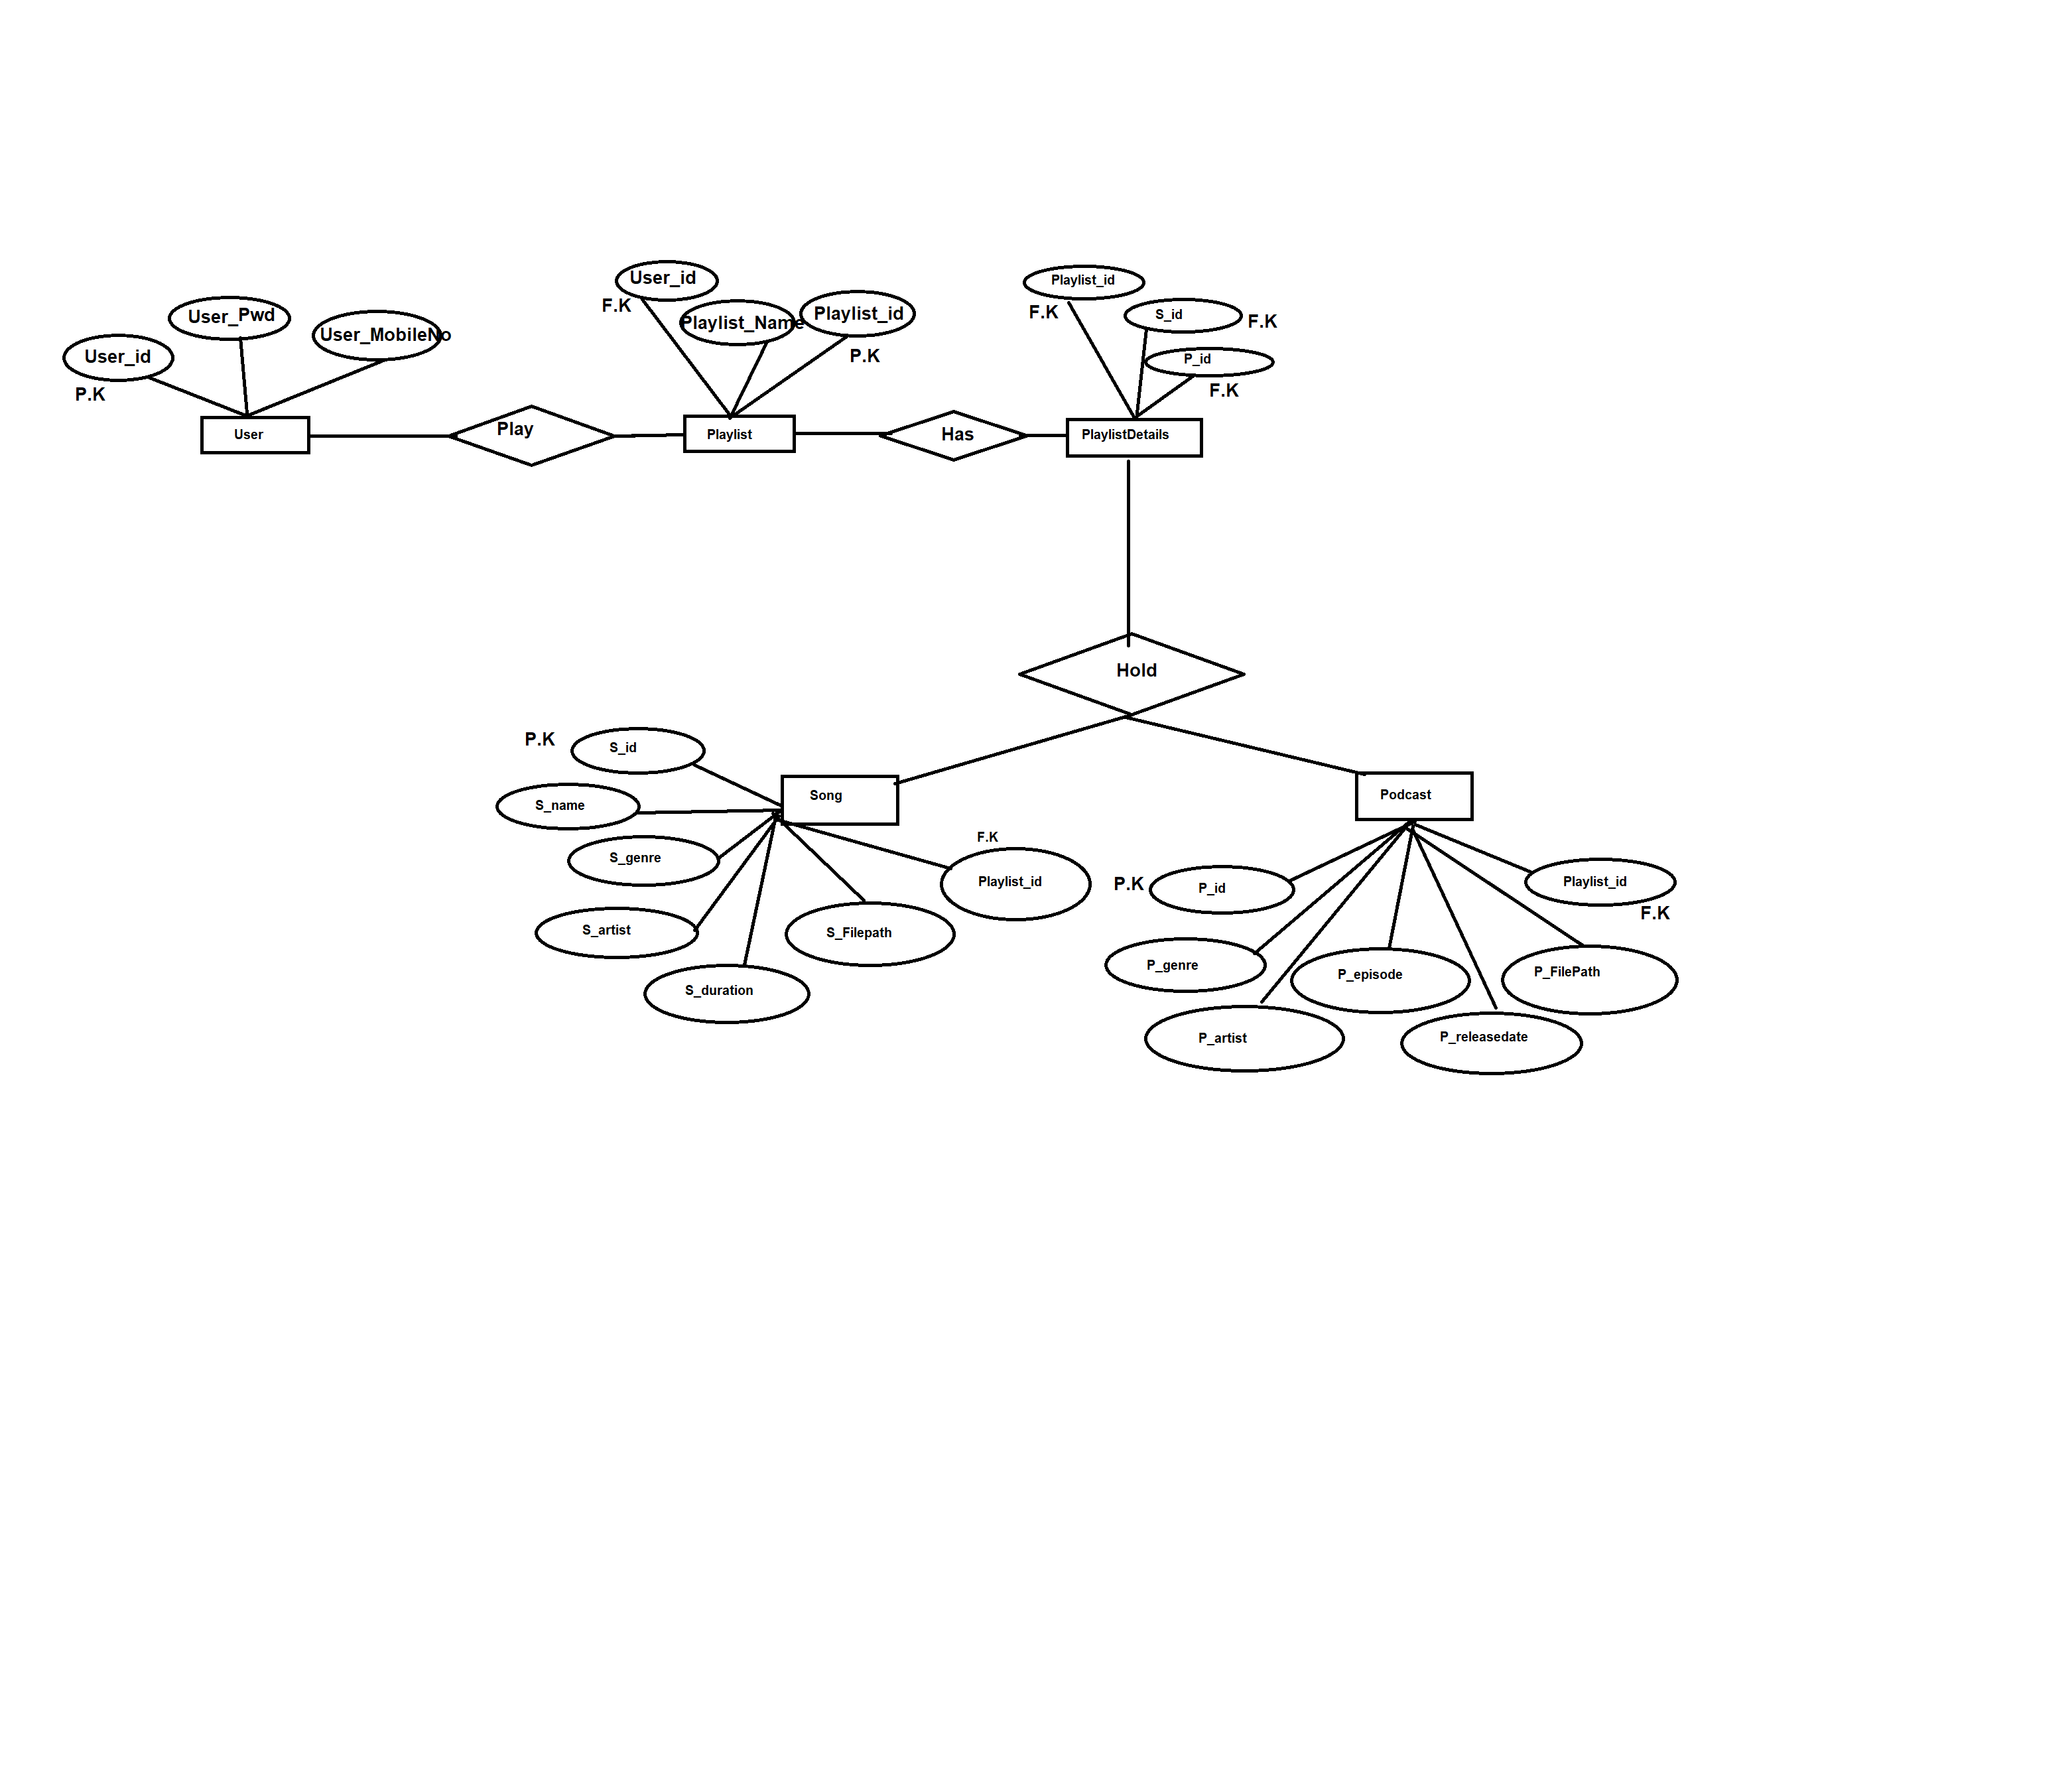 User_id
Playlist_id
User_Pwd
Playlist_Name
Playlist_id
F.K
F.K
S_id
F.K
User_MobileNo
User_id
P.K
P_id
P.K
F.K
User
Play
Playlist
Has
PlaylistDetails
Hold
P.K
S_id
S_name
Song
Podcast
S_genre
F.K
Playlist_id
P.K
P_id
Playlist_id
F.K
S_artist
S_Filepath
S_duration
P_genre
P_episode
P_FilePath
P_artist
P_releasedate